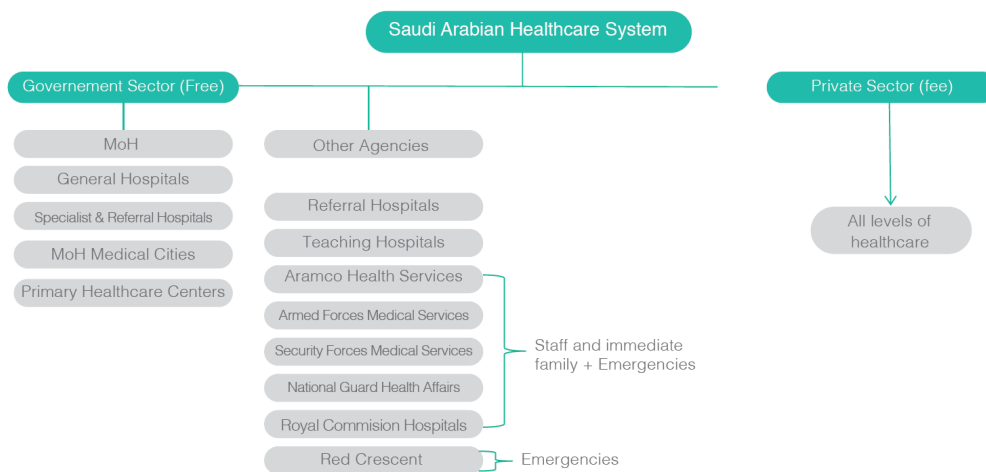 Saudi Arabian Healthcare System
Governement Sector (Free)
Private Sector (fee)
MoH
General Hospitals
Specialist & Referral Hospitals
MoH Medical Cities
Primary Healthcare Centers
Other Agencies
Referral Hospitals
Teaching Hospitals
Aramco Health Services
Armed Forces Medical Services
Security Forces Medical Services
National Guard Health Affairs
Royal Commision Hospitals
Staff and immediate
family + Emergencies
Red Crescent
Emergencies
All levels of
healthcare